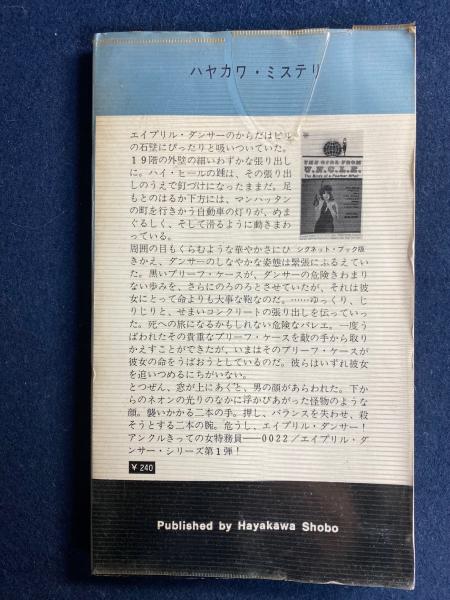 ハヤカワ・ミステリ
エイプリル・ダンサーのからだはビル
の石壁にぴったりと吸いついていた。
19階の外壁の細いわずかな張り出し
に。ハイ・ヒールの踵は、その張り出
しのうえで釘づけになったままだ。足
もとのはるか下方には、マンハッタン
の町を行きかう自動車の灯りが、めま
ぐるしく、そして滑るように動きまわ
っている。
THE GIRL FROM
U.N.C.L.E.
The Birds of a Feather Affair
シグネット・ブック版
周囲の目もくらむような華やかさにひ
きかえ、ダンサーのしなやかな姿態は緊張にふるえてい
た。黒いブリーフ・ケースが、ダンサーの危険きわまり
ない歩みを、さらにのろのろとさせていたが、それは彼
女にとって命よりも大事な鞄なのだ。……ゆっくり、じ
りじりと、せまいコンクリートの張り出しを伝っていっ
た。死への旅になるかもしれない危険なバレエ。一度う
ばわれたその貴重なブリーフ・ケースを敵の手から取り
かえすことができたが、いまはそのブリーフ・ケースが
彼女の命をうばおうとしているのだ。彼らはいずれ彼女
を追いつめるにちがいない。
とつぜん、窓が上にあくと、男の顔があらわれた。下か
らのネオンの光りのなかに浮かびあがった怪物のような
顔。襲いかかる二本の手。押し、バランスを失わせ、殺
そうとする二本の腕。危うし、エイプリル・ダンサー！
アンクルきっての女特務員――0022／エイプリル・ダ
ンサー・シリーズ第1弾！
¥240
Published by Hayakawa Shobo